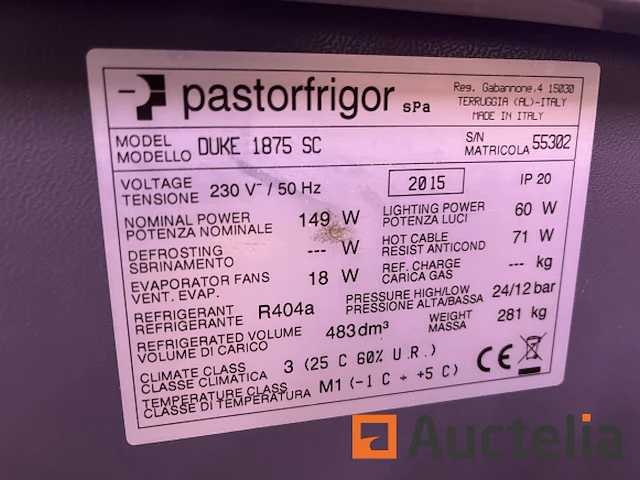 pastorfrigor sPa
Reg. Gabannone,4 15030
TERRUGGIA (AL)-ITALY
MADE IN ITALY
MODEL
MODELLO DUKE 1875 SC
S/N
MATRICOLA 55302
VOLTAGE
TENSIONE 230 V~ / 50 Hz
2015
IP 20
NOMINAL POWER
POTENZA NOMINALE 149 W
LIGHTING POWER
POTENZA LUCI 60 W
DEFROSTING
SBRINAMENTO --- W
HOT CABLE
RESIST ANTICOND 71 W
EVAPORATOR FANS
VENT. EVAP. 18 W
REF. CHARGE
CARICA GAS --- kg
REFRIGERANT
REFRIGERANTE R404a
PRESSURE HIGH/LOW
PRESSIONE ALTA/BASSA 24/12 bar
REFRIGERATED VOLUME
VOLUME DI CARICO 483 dm³
WEIGHT
MASSA 281 kg
CLIMATE CLASS
CLASSE CLIMATICA 3 (25 C 60% U.R.)
TEMPERATURE CLASS
CLASSE DI TEMPERATURA M1 (-1 C ÷ +5 C)
CE
Auctelia